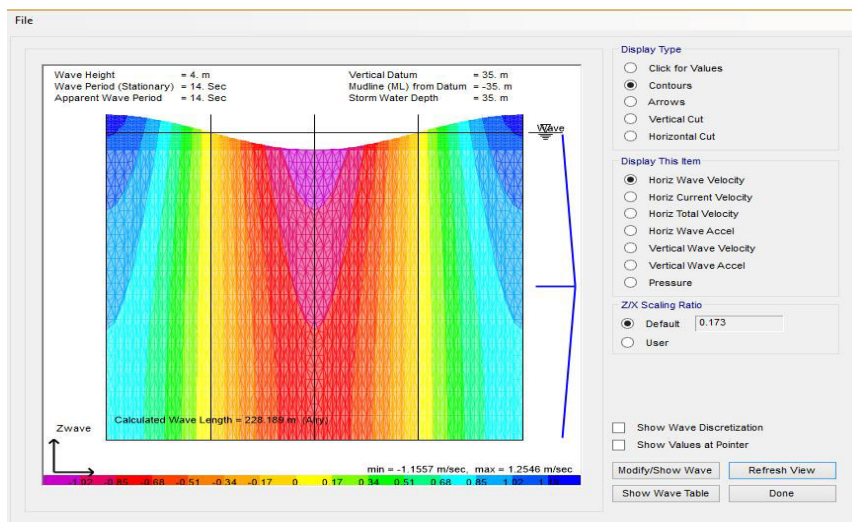 File
Wave Height = 4. m
Wave Period (Stationary) = 14. Sec
Apparent Wave Period = 14. Sec
Vertical Datum = 35. m
Mudline (ML) from Datum = -35. m
Storm Water Depth = 35. m
Wave
Calculated Wave Length = 228.189 m (Airy)
Zwave
min = -1.1557 m/sec, max = 1.2546 m/sec
-1.02 -0.85 -0.68 -0.51 -0.34 -0.17 0 0.17 0.34 0.51 0.68 0.85 1.02 1.18
Display Type
Click for Values
Contours
Arrows
Vertical Cut
Horizontal Cut
Display This Item
Horiz Wave Velocity
Horiz Current Velocity
Horiz Total Velocity
Horiz Wave Accel
Vertical Wave Velocity
Vertical Wave Accel
Pressure
Z/X Scaling Ratio
Default 0.173
User
Show Wave Discretization
Show Values at Pointer
Modify/Show Wave Refresh View
Show Wave Table Done